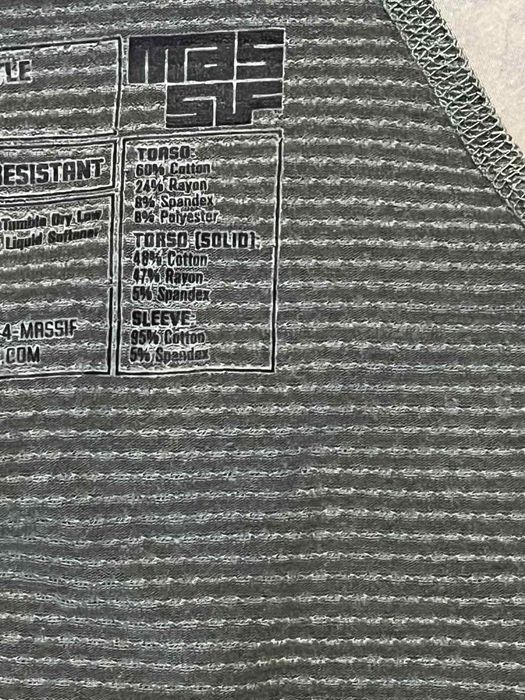 YLE
MAS
SIF
RESISTANT
Tumble Dry Low
Liquid Softener
4-MASSIF
.COM
TORSO:
60% Cotton
24% Rayon
8% Spandex
8% Polyester
TORSO (SOLID):
48% Cotton
47% Rayon
5% Spandex
SLEEVE:
95% Cotton
5% Spandex